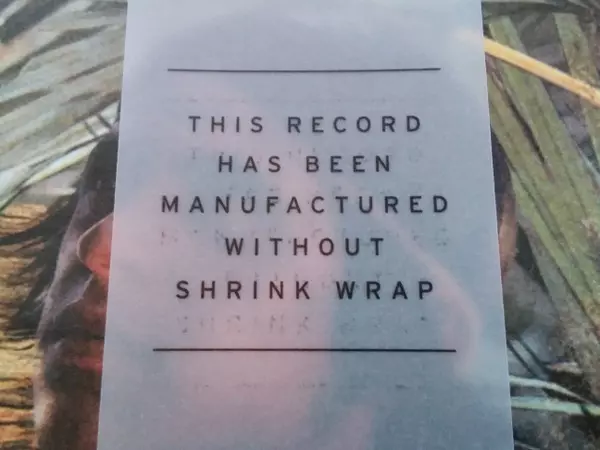 THIS RECORD
HAS BEEN
MANUFACTURED
WITHOUT
SHRINK WRAP